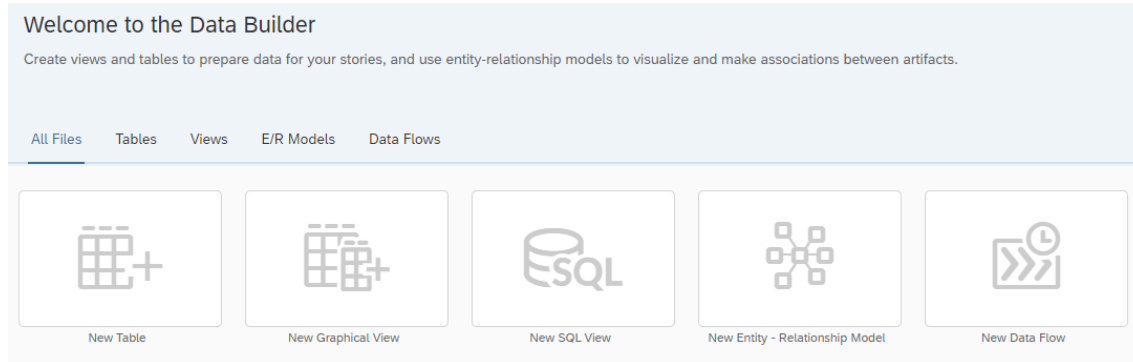 Welcome to the Data Builder
Create views and tables to prepare data for your stories, and use entity-relationship models to visualize and make associations between artifacts.
All Files Tables Views E/R Models Data Flows
SQL
New Table New Graphical View New SQL View New Entity - Relationship Model New Data Flow